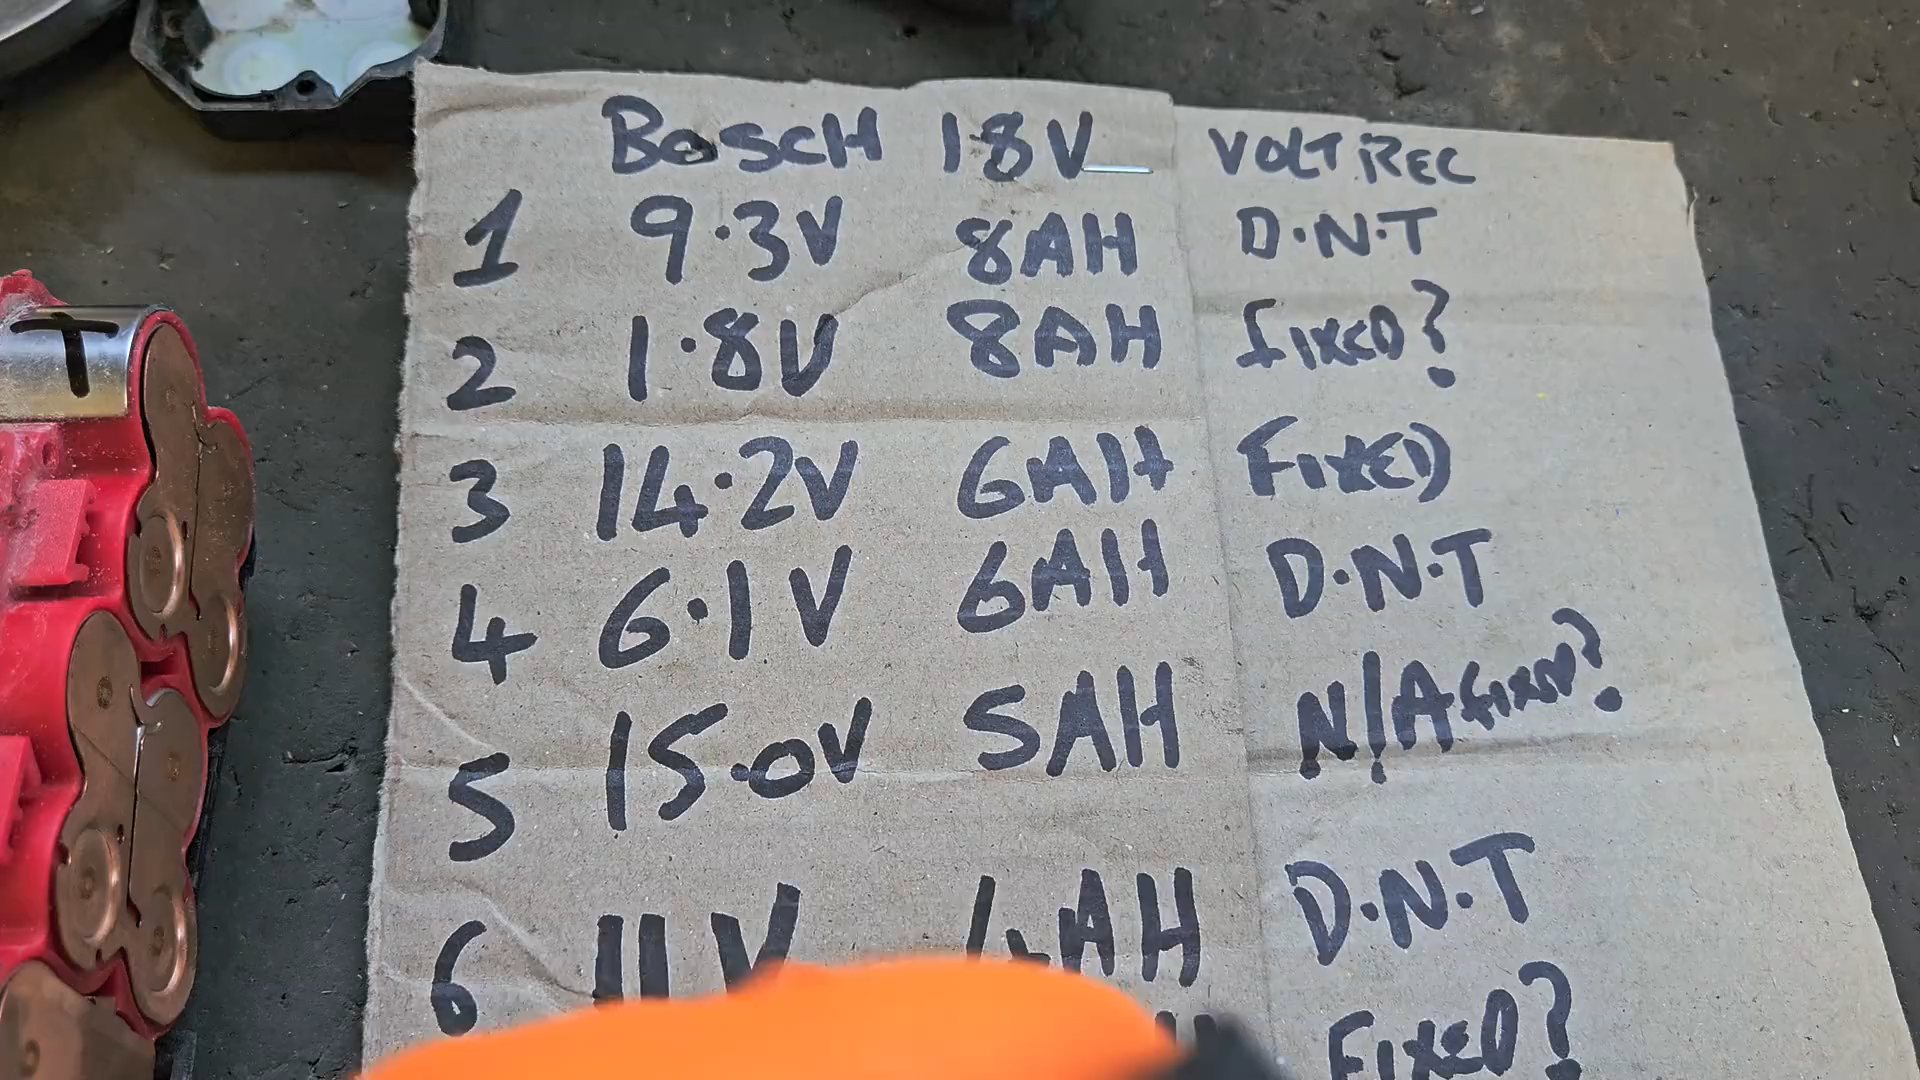 T
BOSCH 18V VOLT REC
1 9.3V 8AH D.N.T
2 1.8V 8AH FIXED?
3 14.2V 6AH FIXED
4 6.1V 6AH D.N.T
5 15.0V 5AH N/A
6 11V 4AH D.N.T
FIXED?